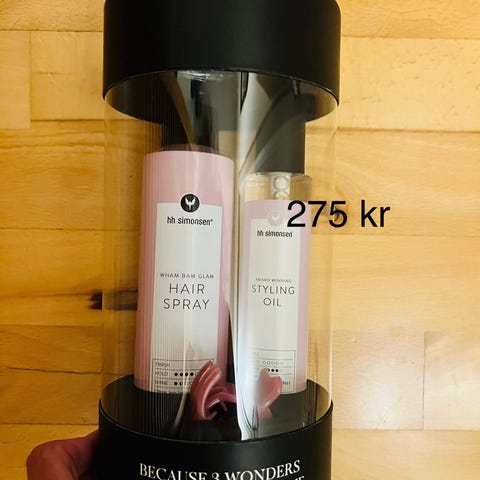 hh simonsen®
WHAM BAM GLAM
HAIR
SPRAY
FINISH
HOLD
SHINE
hh simonsen
AWARD WINNING
STYLING
OIL
275 kr
BECAUSE 3 WONDERS